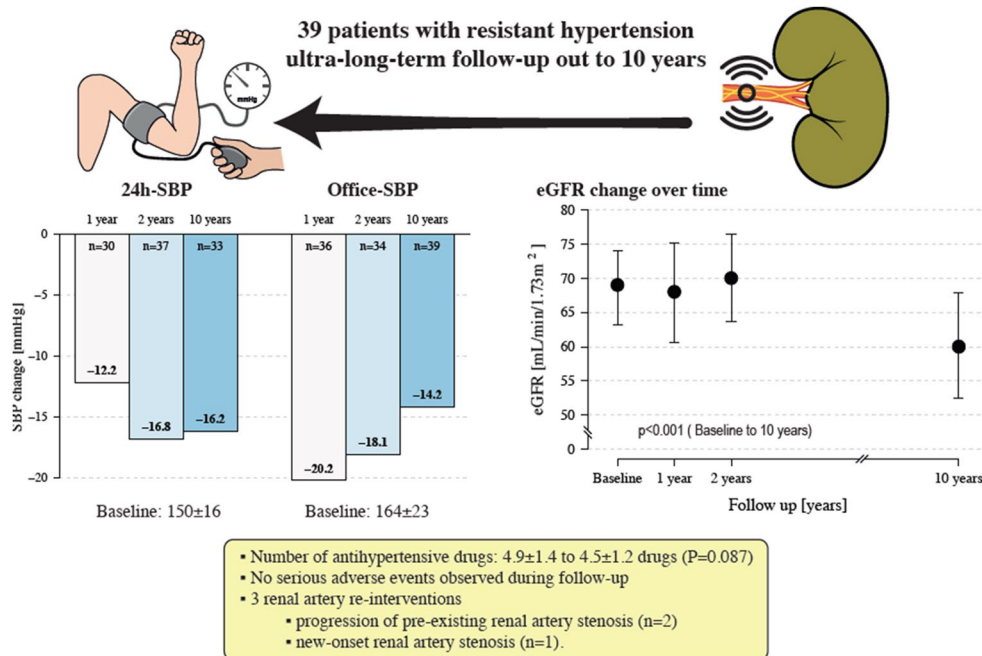 39 patients with resistant hypertension
ultra-long-term follow-up out to 10 years
mmHg
24h-SBP
Office-SBP
1 year 2 years 10 years
1 year 2 years 10 years
n=30 n=37 n=33
n=36 n=34 n=39
SBP change [mmHg]
0
−5
−10
−15
−20
−12.2
−16.8
−16.2
−20.2
−18.1
−14.2
Baseline: 150±16
Baseline: 164±23
eGFR change over time
eGFR [mL/min/1.73m²]
80
75
70
65
60
55
50
0
p<0.001 ( Baseline to 10 years)
Baseline 1 year 2 years 10 years
Follow up [years]
▪ Number of antihypertensive drugs: 4.9±1.4 to 4.5±1.2 drugs (P=0.087)
▪ No serious adverse events observed during follow-up
▪ 3 renal artery re-interventions
▪ progression of pre-existing renal artery stenosis (n=2)
▪ new-onset renal artery stenosis (n=1).